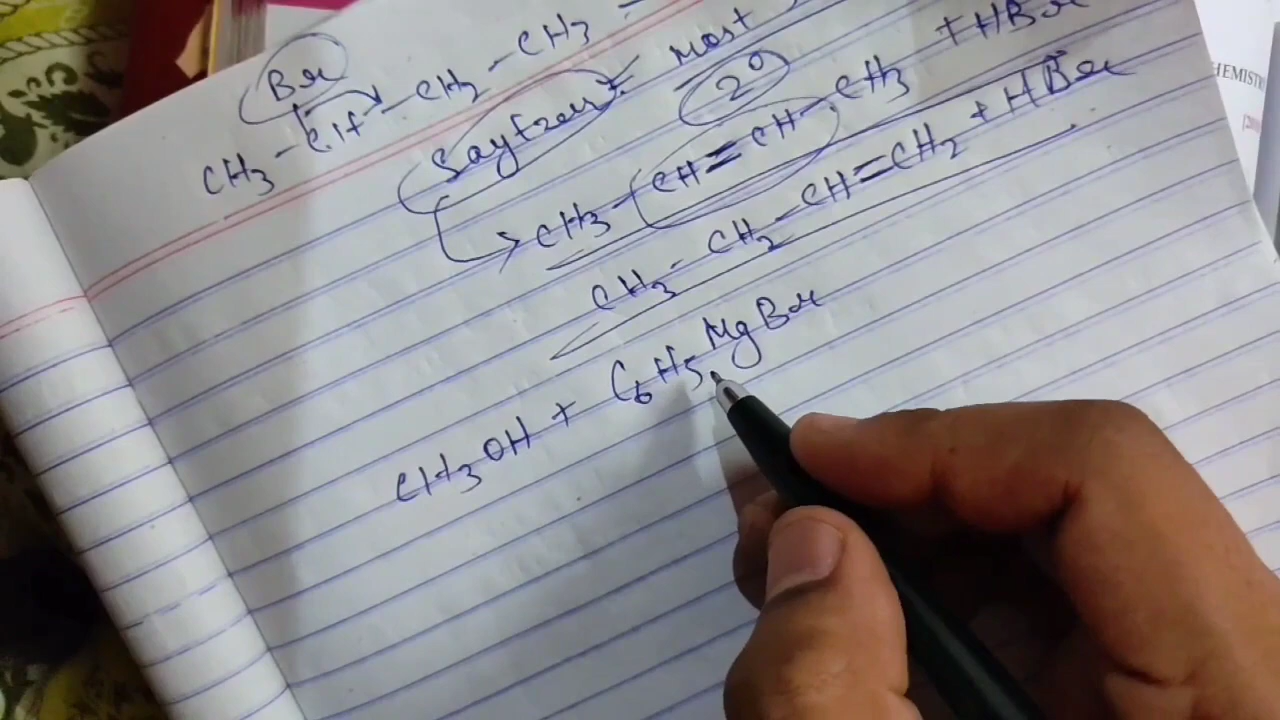 Br
CH3 - CH - CH2 - CH3
Saytzeff most
2°
CH3 - CH = CH - CH3 + HBr
CH3 - CH2 - CH = CH2 + HBr
CH3OH + C6H5MgBr